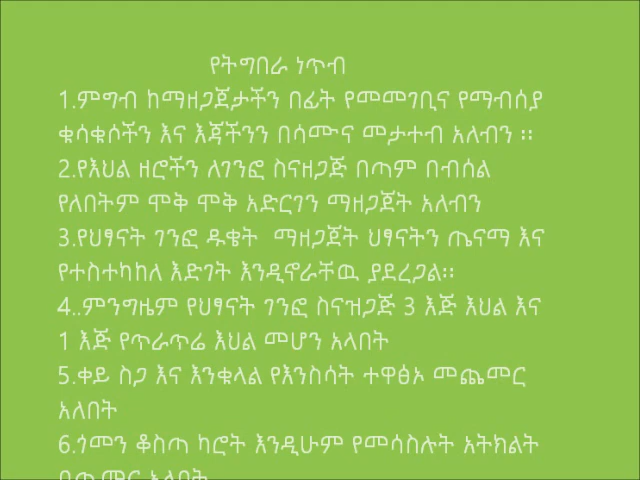 የትግበራ ነጥብ
1.ምግብ ከማዘጋጀታችን በፊት የመመገቢና የማብሰያ
ቁሳቁሶችን እና እጃችንን በሳሙና መታተብ አለብን ፡፡
2.የእህል ዘሮችን ለገንፎ ስናዘጋጅ በጣም በብሰል
የለበትም ሞቅ ሞቅ አድርገን ማዘጋጀት አለብን
3.የህፃናት ገንፎ ዱቄት ማዘጋጀት ህፃናትን ጤናማ እና
የተስተካከለ እድገት እንዲኖራቸዉ ያደረጋል፡፡
4..ምንግዜም የህፃናት ገንፎ ስናዝጋጅ 3 እጅ እህል እና
1 እጅ የጥራጥሬ እህል መሆን አላበት
5.ቀይ ስጋ እና እንቁላል የእንስሳት ተዋፅኦ መጨመር
አለበት
6.ጎመን ቆስጣ ካሮት እንዲሁም የመሳስሉት አትክልት